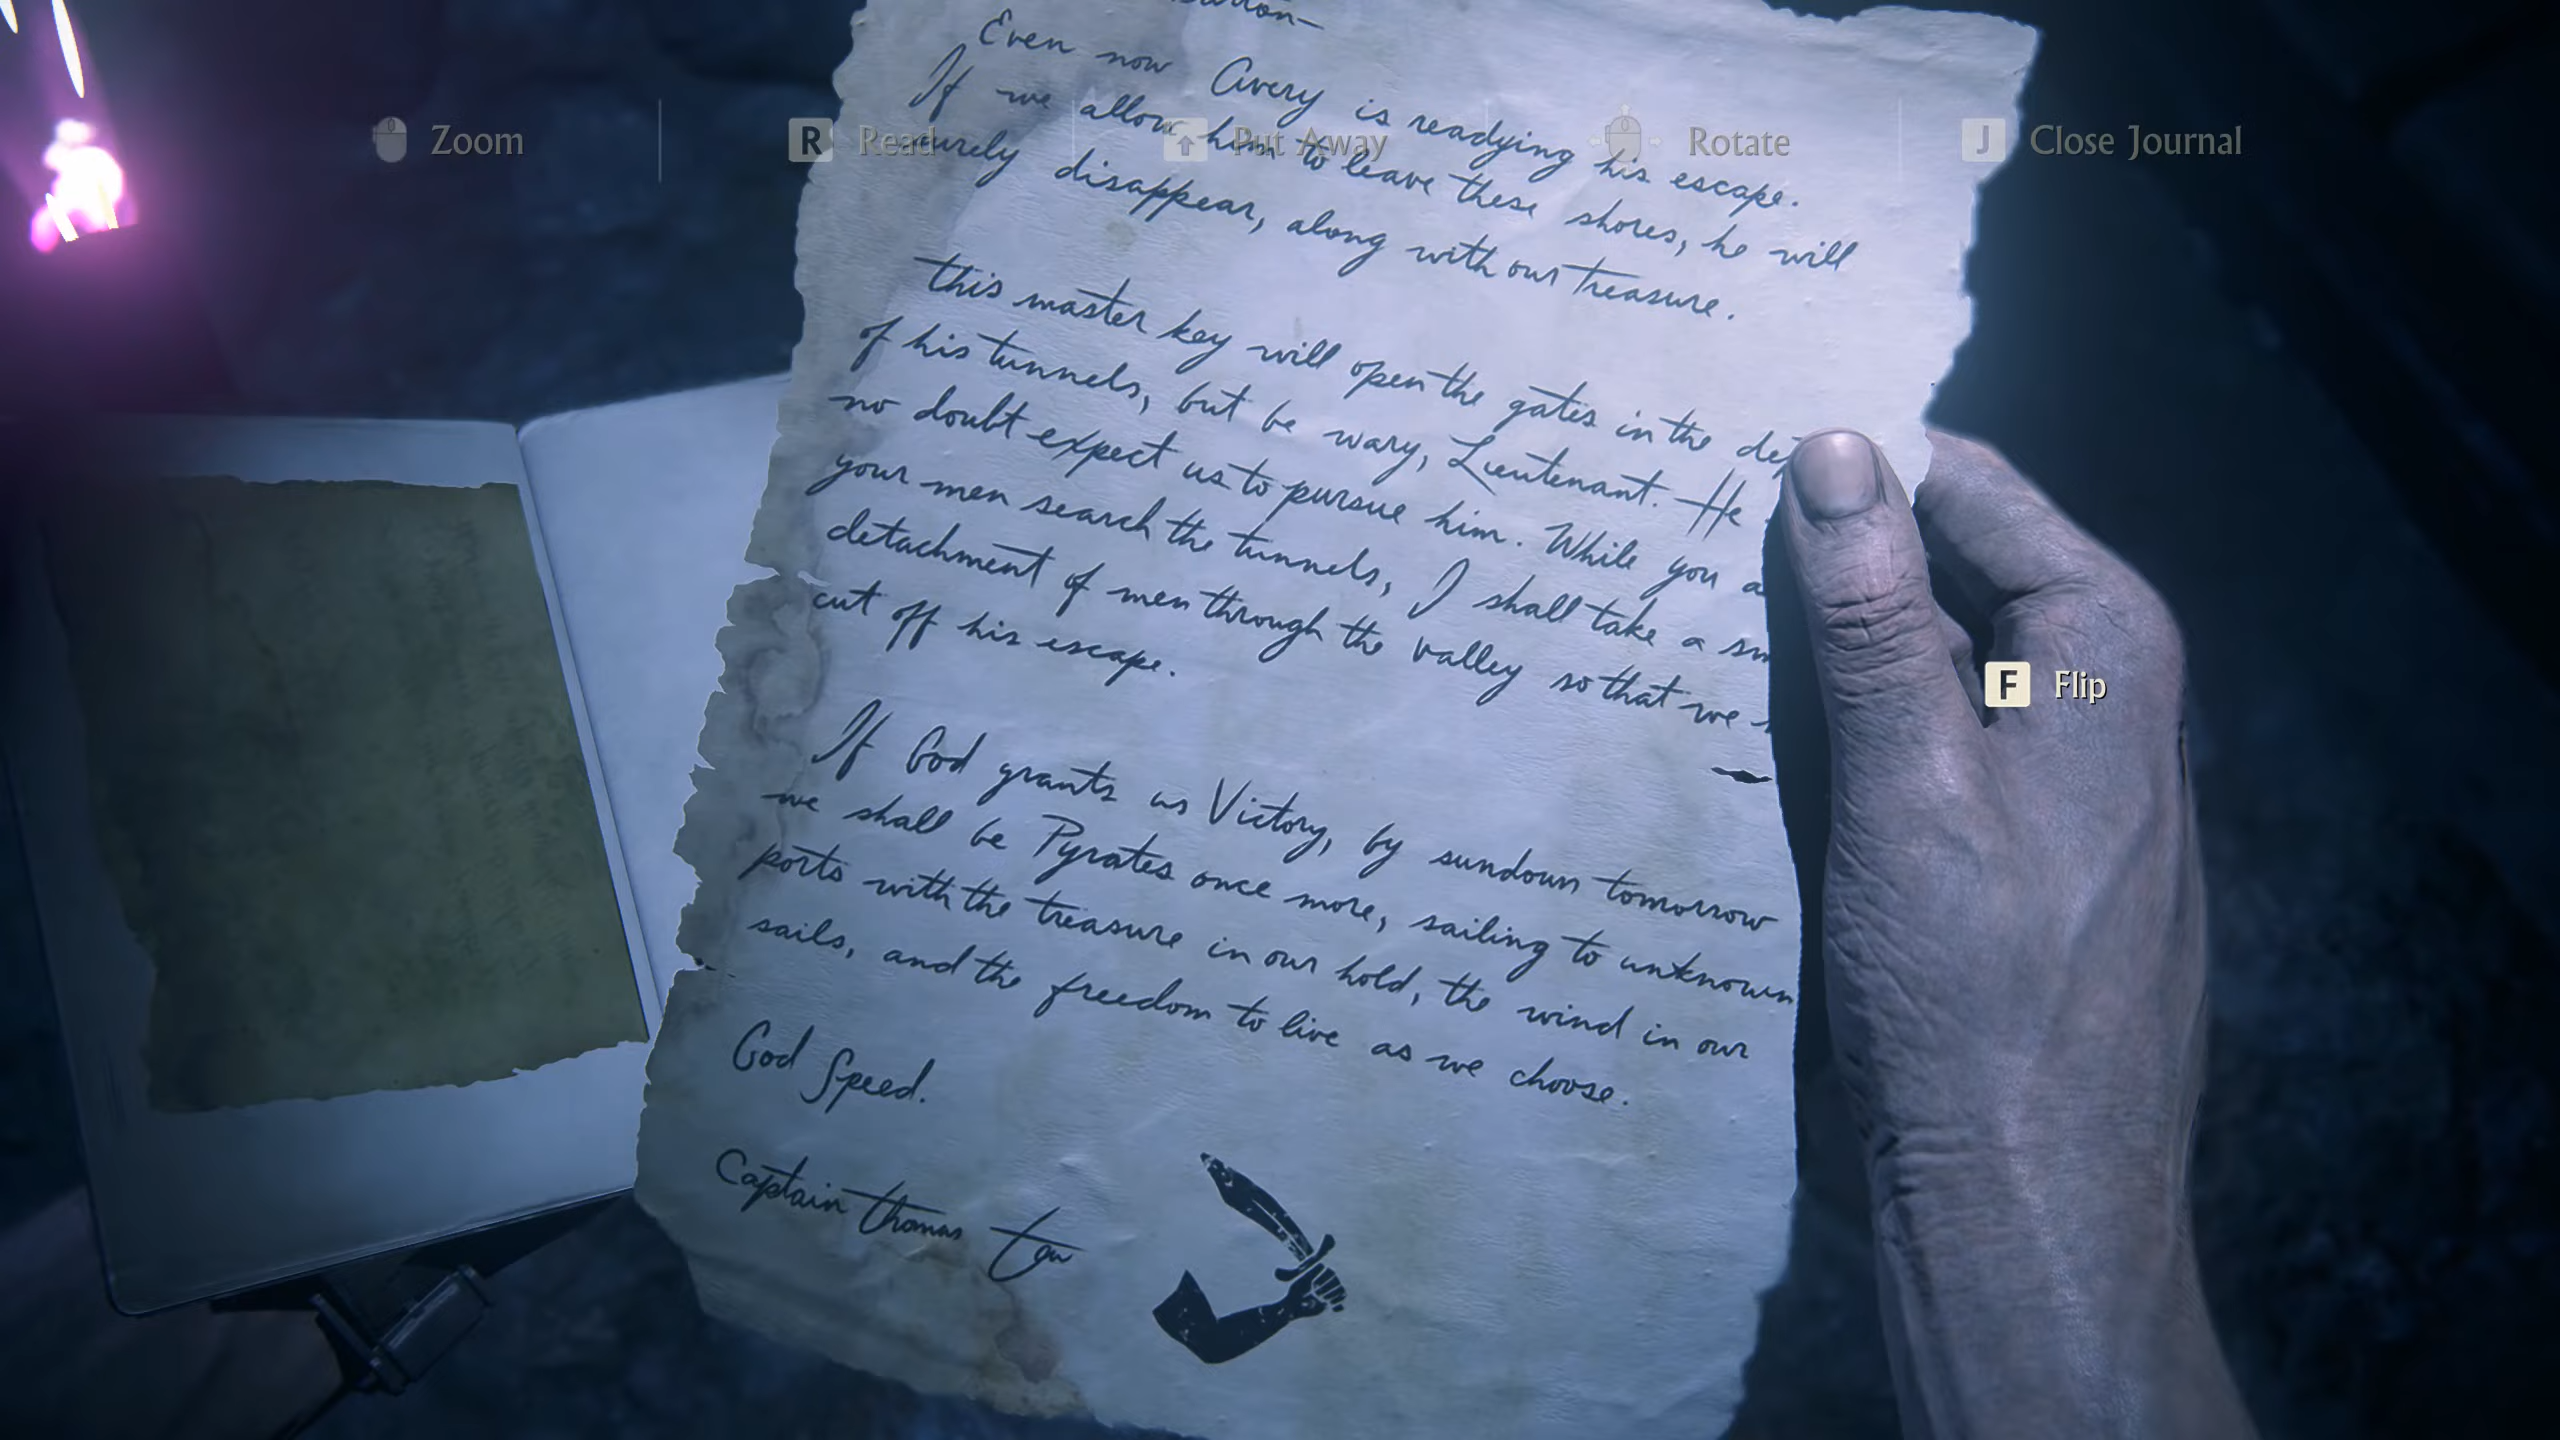 Even now Avery is readying his escape.
If we allow him to leave these shores, he will
surely disappear, along with our treasure.
this master key will open the gates in the
of his tunnels, but be wary, Lieutenant. He
no doubt expect us to pursue him. While you
your men search the tunnels, I shall take a
detachment of men through the valley so that we
cut off his escape.
If God grants us Victory, by sundown tomorrow
we shall be Pyrates once more, sailing to unknown
ports with the treasure in our hold, the wind in our
sails, and the freedom to live as we choose.
God Speed.
Captain Thomas Tew
Zoom
R Read
Put Away
Rotate
J Close Journal
F Flip